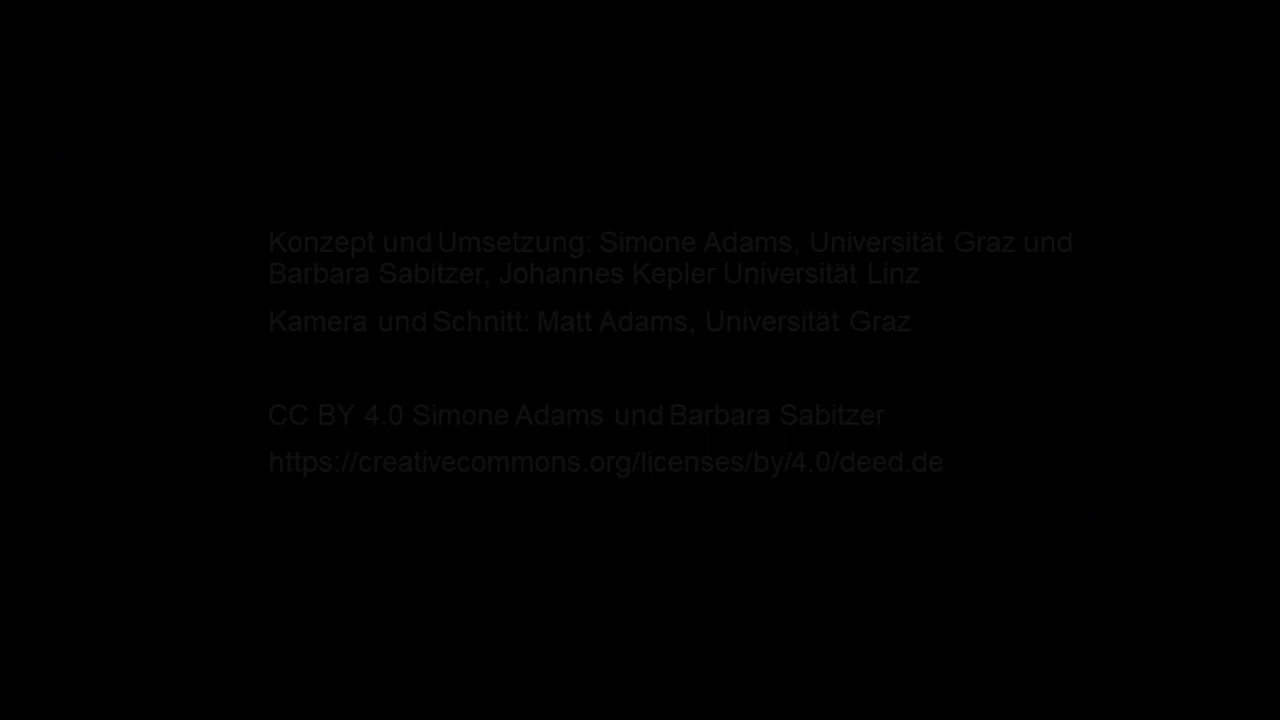 Konzept und Umsetzung: Simone Adams, Universität Graz und
Barbara Sabitzer, Johannes Kepler Universität Linz
Kamera und Schnitt: Matt Adams, Universität Graz
CC BY 4.0 Simone Adams und Barbara Sabitzer
https://creativecommons.org/licenses/by/4.0/deed.de